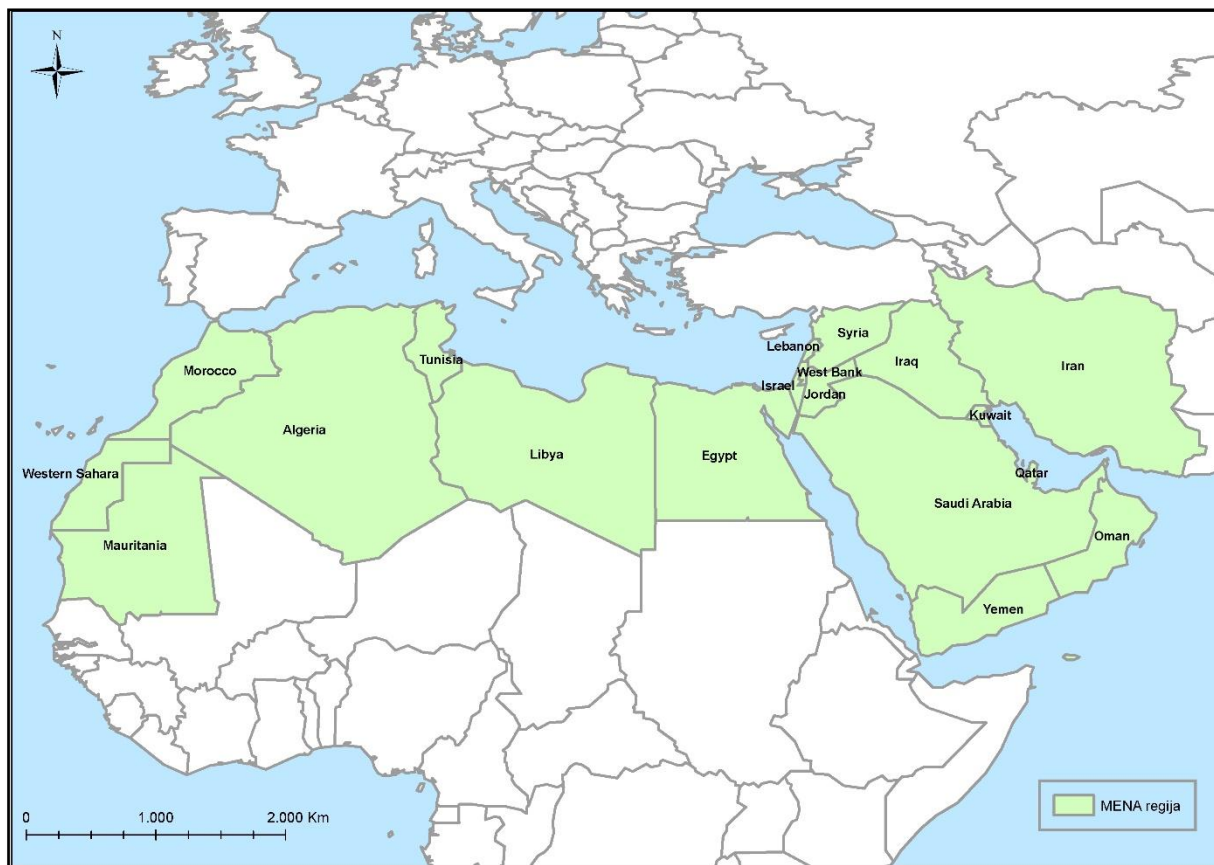 N
Lebanon
Syria
Tunisia
Morocco
West Bank
Iraq
Iran
Israel
Jordan
Kuwait
Algeria
Libya
Egypt
Western Sahara
Qatar
Saudi Arabia
Oman
Mauritania
Yemen
MENA regija
0 1.000 2.000 Km